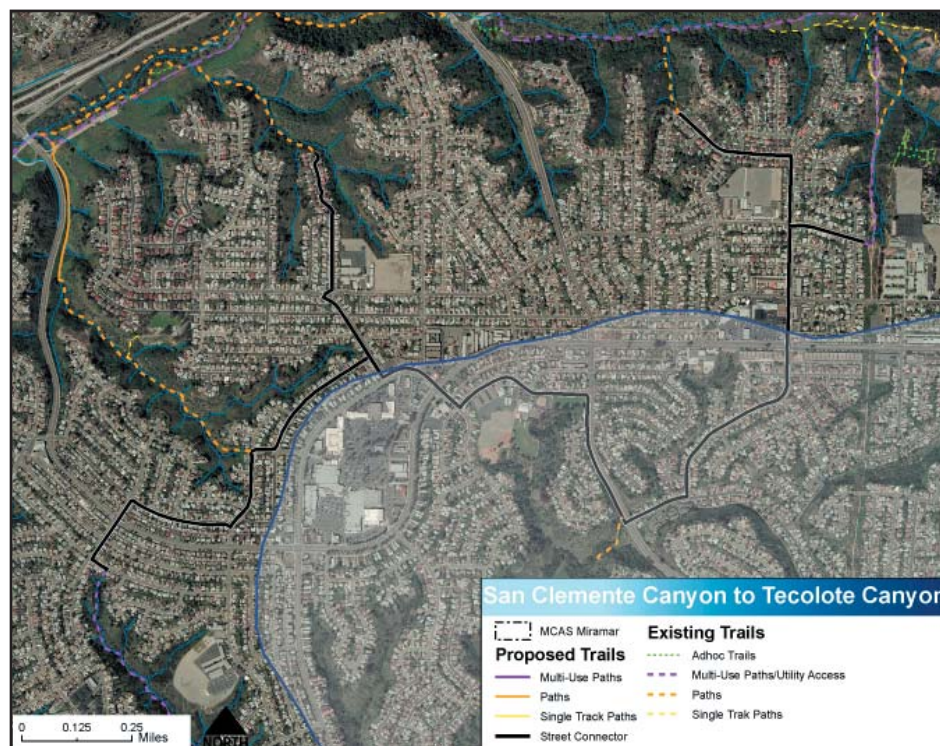 San Clemente Canyon to Tecolote Canyon
MCAS Miramar
Proposed Trails
Multi-Use Paths
Paths
Single Track Paths
Street Connector
Existing Trails
Adhoc Trails
Multi-Use Paths/Utility Access
Paths
Single Trak Paths
0 0.125 0.25
Miles
NORTH